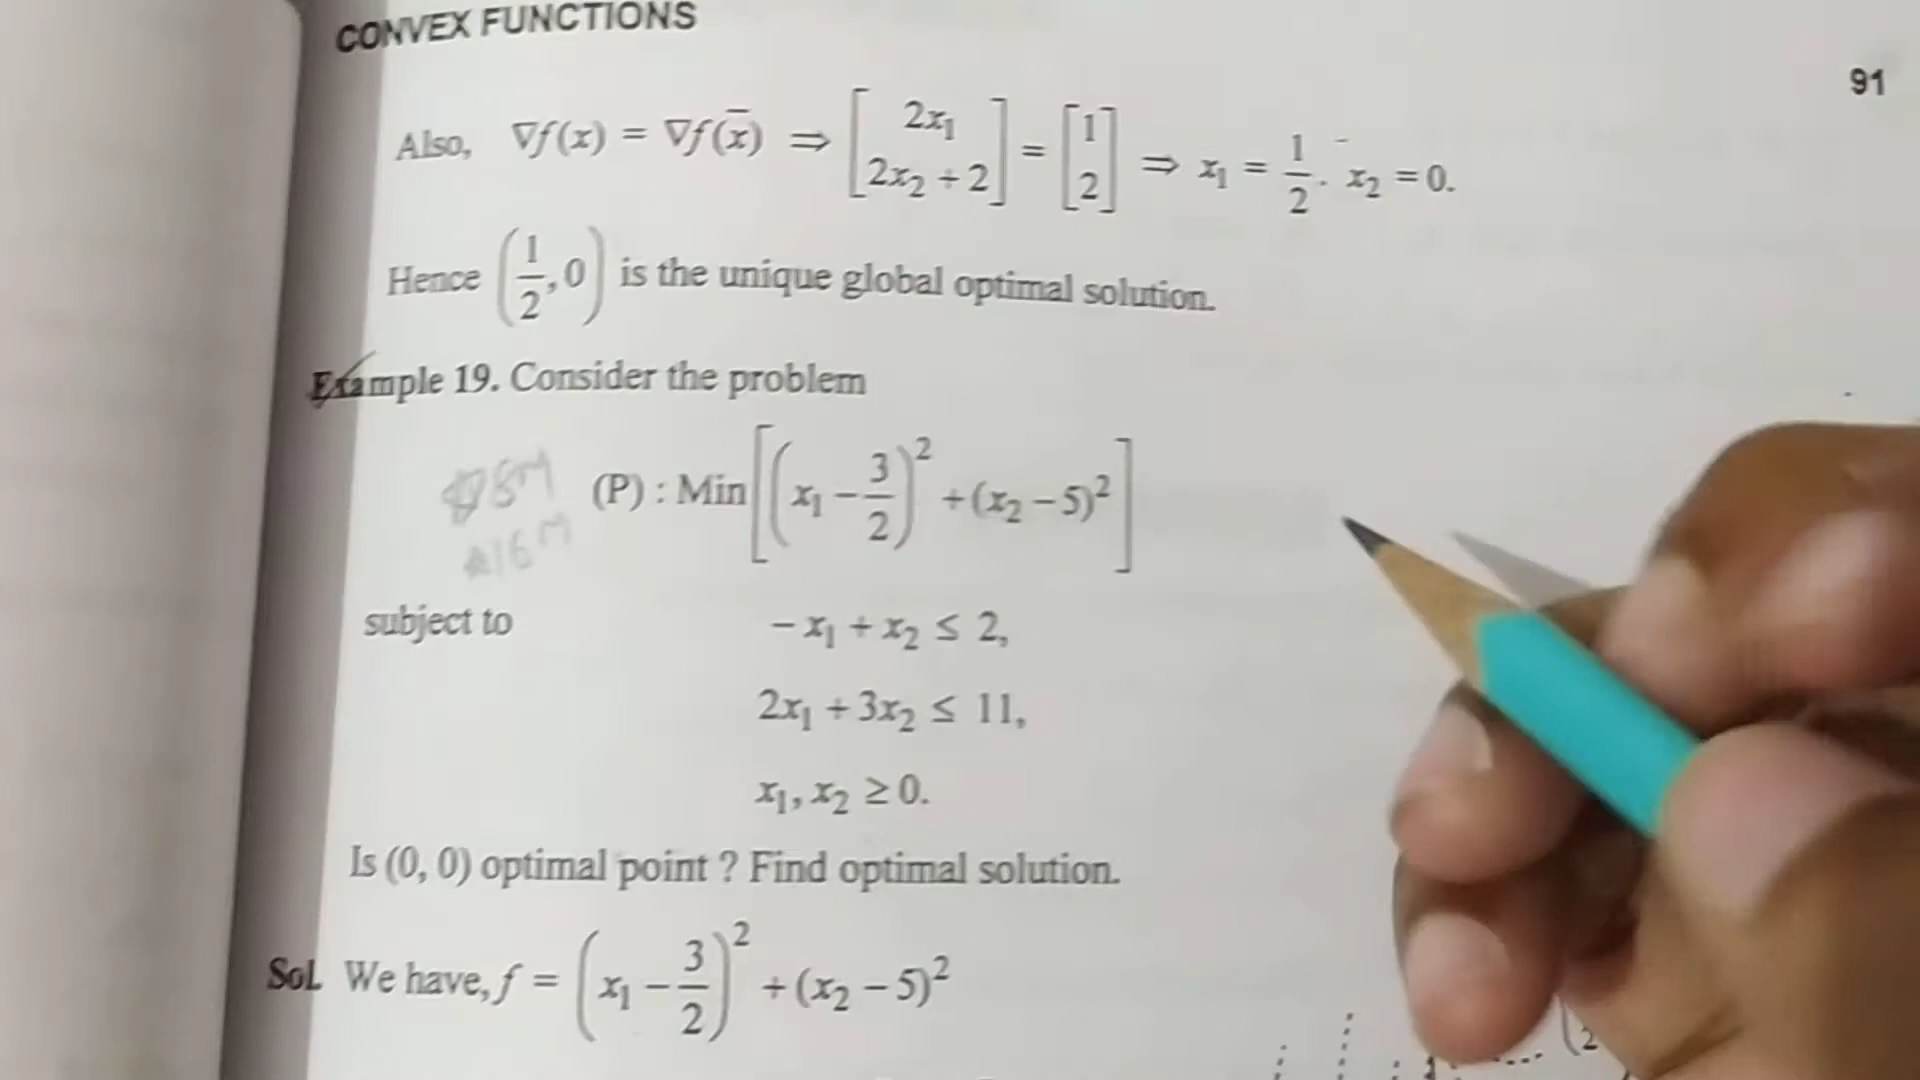 CONVEX FUNCTIONS
91
Also, ∇f(x) = ∇f(x̄) ⇒ [2x₁ 2x₂ + 2] = [1 2] ⇒ x₁ = 1/2. x₂ = 0.
Hence (1/2, 0) is the unique global optimal solution.
Example 19. Consider the problem
(P) : Min [(x₁ − 3/2)² + (x₂ − 5)²]
subject to − x₁ + x₂ ≤ 2,
2x₁ + 3x₂ ≤ 11,
x₁, x₂ ≥ 0.
Is (0, 0) optimal point ? Find optimal solution.
Sol. We have, f = (x₁ − 3/2)² + (x₂ − 5)²